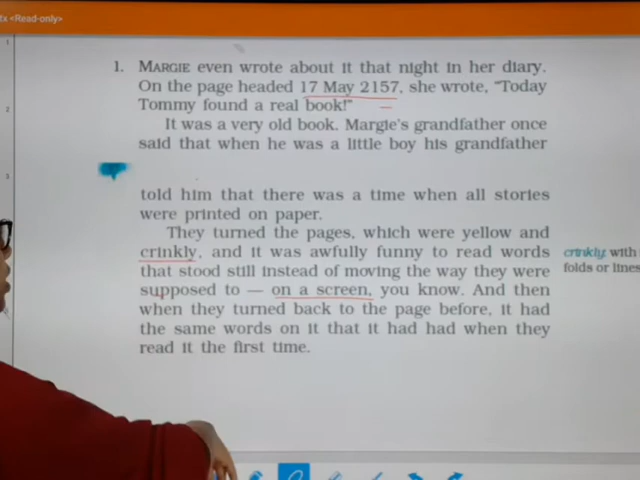 tx <Read-only>
1. MARGIE even wrote about it that night in her diary.
On the page headed 17 May 2157, she wrote, “Today
Tommy found a real book!”
It was a very old book. Margie's grandfather once
said that when he was a little boy his grandfather
told him that there was a time when all stories
were printed on paper.
They turned the pages, which were yellow and
crinkly, and it was awfully funny to read words
crinkly: with
that stood still instead of moving the way they were
folds or lines
supposed to — on a screen, you know. And then
when they turned back to the page before, it had
the same words on it that it had had when they
read it the first time.